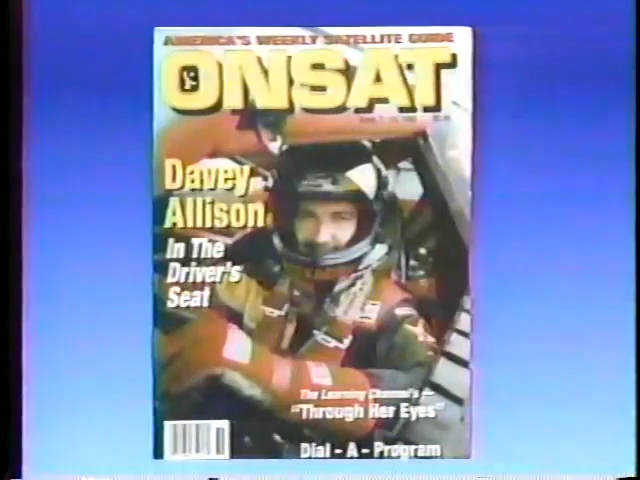 AMERICA'S WEEKLY SATELLITE GUIDE
ONSAT
Davey
Allison
In The
Driver's
Seat
The Learning Channel's
"Through Her Eyes"
Dial - A - Program